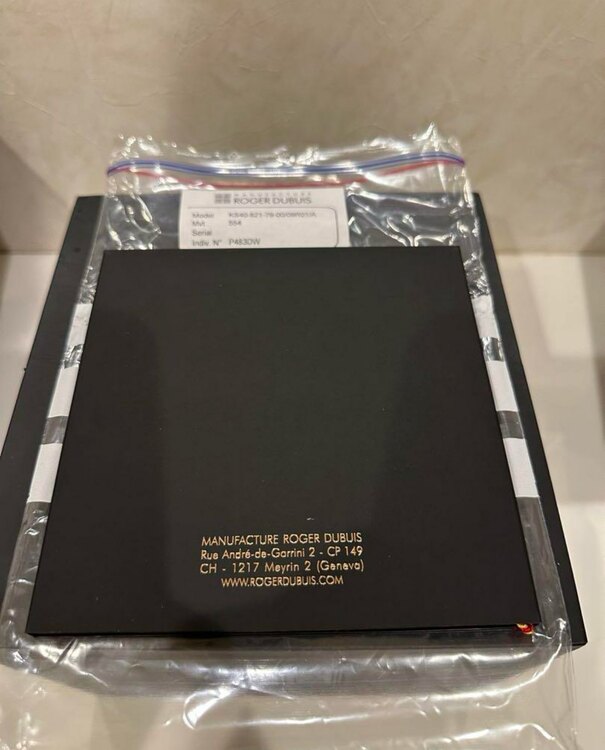 MANUFACTURE
ROGER DUBUIS
Model
Mvt
Serial
Indiv. N° P483DW
MANUFACTURE ROGER DUBUIS
Rue André-de-Garrini 2 - CP 149
CH - 1217 Meyrin 2 (Geneva)
WWW.ROGERDUBUIS.COM